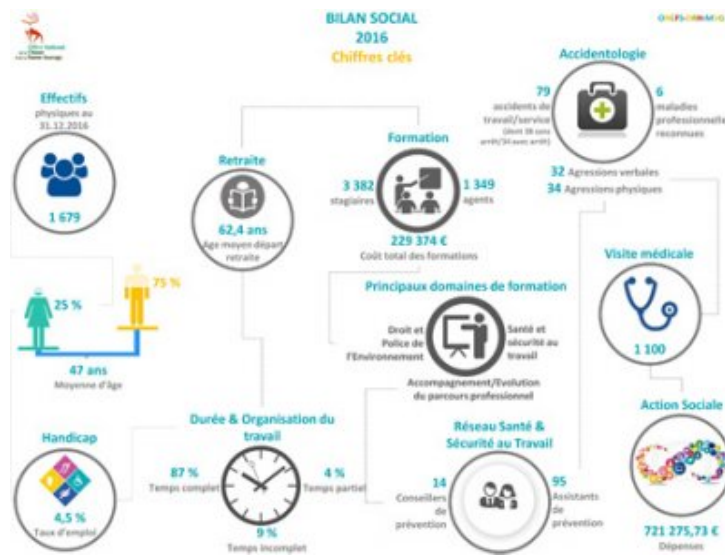 BILAN SOCIAL
2016
Chiffres clés
Effectifs
physiques au
31.12.2016
1 679
25 %
75 %
47 ans
Moyenne d'âge
Handicap
4,5 %
Taux d'emploi
Retraite
62,4 ans
Age moyen départ
retraite
Formation
3 382
stagiaires
1 349
agents
229 374 €
Coût total des formations
Principaux domaines de formation
Droit et
Police de
l'Environnement
Santé et
sécurité au
travail
Accompagnement/Evolution
du parcours professionnel
Durée & Organisation du
travail
87 %
Temps complet
4 %
Temps partiel
9 %
Temps incomplet
Réseau Santé &
Sécurité au Travail
14
Conseillers
de
prévention
95
Assistants
de
prévention
Accidentologie
79
accidents de
travail/service
6
maladies
professionnelle
reconnues
32 Agressions verbales
34 Agressions physiques
Visite médicale
1 100
Action Sociale
721 275,73 €
Dépenses